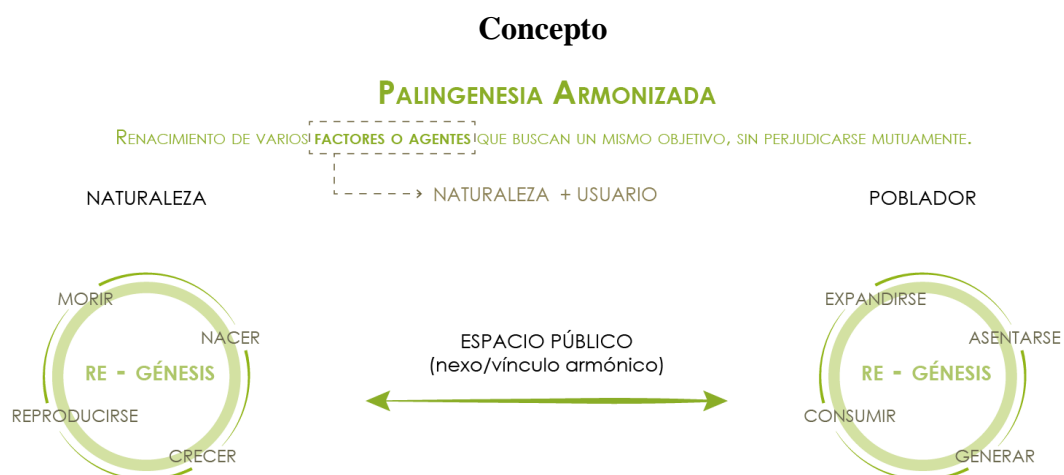 Concepto
PALINGENESIA ARMONIZADA
RENACIMIENTO DE VARIOS FACTORES O AGENTES QUE BUSCAN UN MISMO OBJETIVO, SIN PERJUDICARSE MUTUAMENTE.
NATURALEZA + USUARIO
NATURALEZA
MORIR
NACER
RE - GÉNESIS
REPRODUCIRSE
CRECER
ESPACIO PÚBLICO
(nexo/vínculo armónico)
POBLADOR
EXPANDIRSE
ASENTARSE
RE - GÉNESIS
CONSUMIR
GENERAR